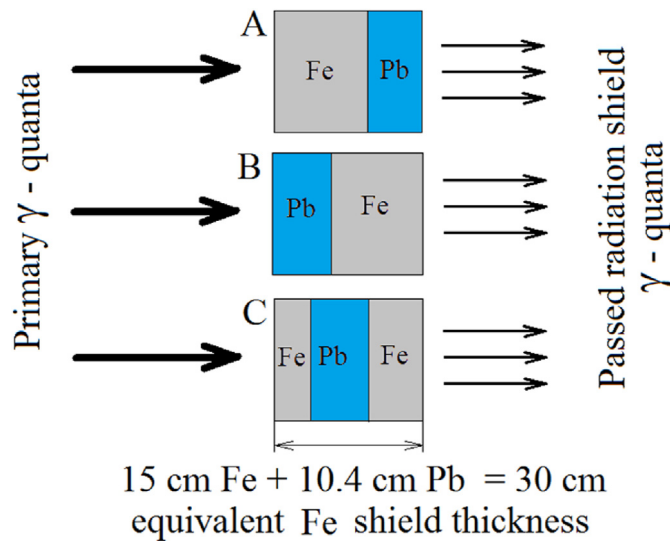 Primary γ - quanta
A
Fe
Pb
B
Pb
Fe
C
Fe
Pb
Fe
Passed radiation shield
γ - quanta
15 cm Fe + 10.4 cm Pb = 30 cm
equivalent Fe shield thickness